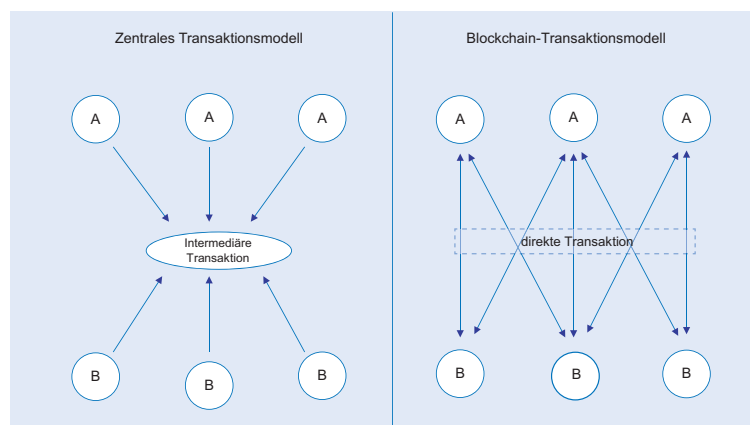 Zentrales Transaktionsmodell
A
A
A
Intermediäre
Transaktion
B
B
B
Blockchain-Transaktionsmodell
A
A
A
direkte Transaktion
B
B
B